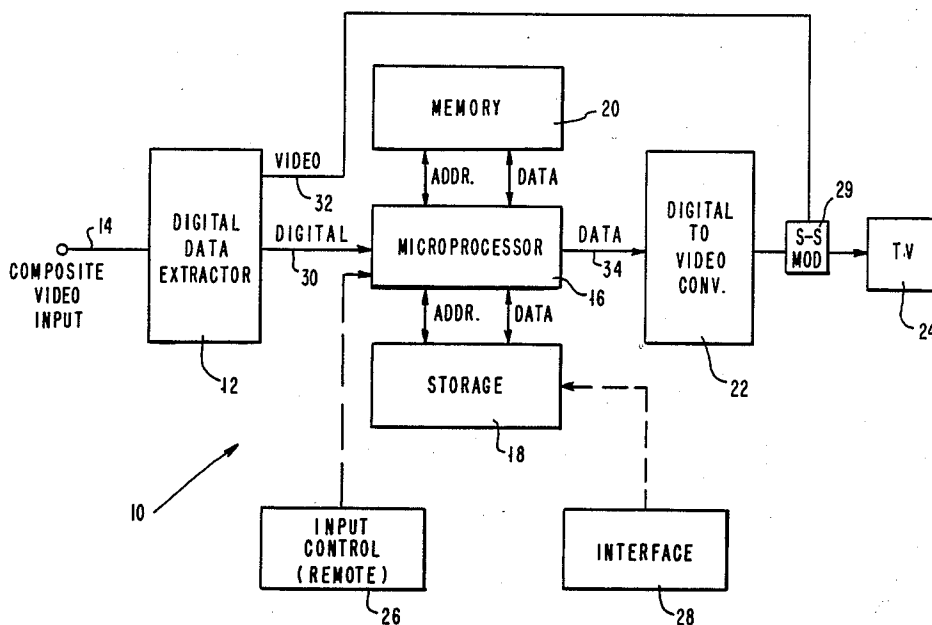 MEMORY
20
VIDEO
32
ADDR.
DATA
29
14
COMPOSITE
VIDEO
INPUT
DIGITAL
DATA
EXTRACTOR
12
DIGITAL
30
MICROPROCESSOR
16
DATA
34
DIGITAL
TO
VIDEO
CONV.
22
S-S
MOD
TV
24
ADDR.
DATA
STORAGE
18
10
INPUT
CONTROL
(REMOTE)
26
INTERFACE
28